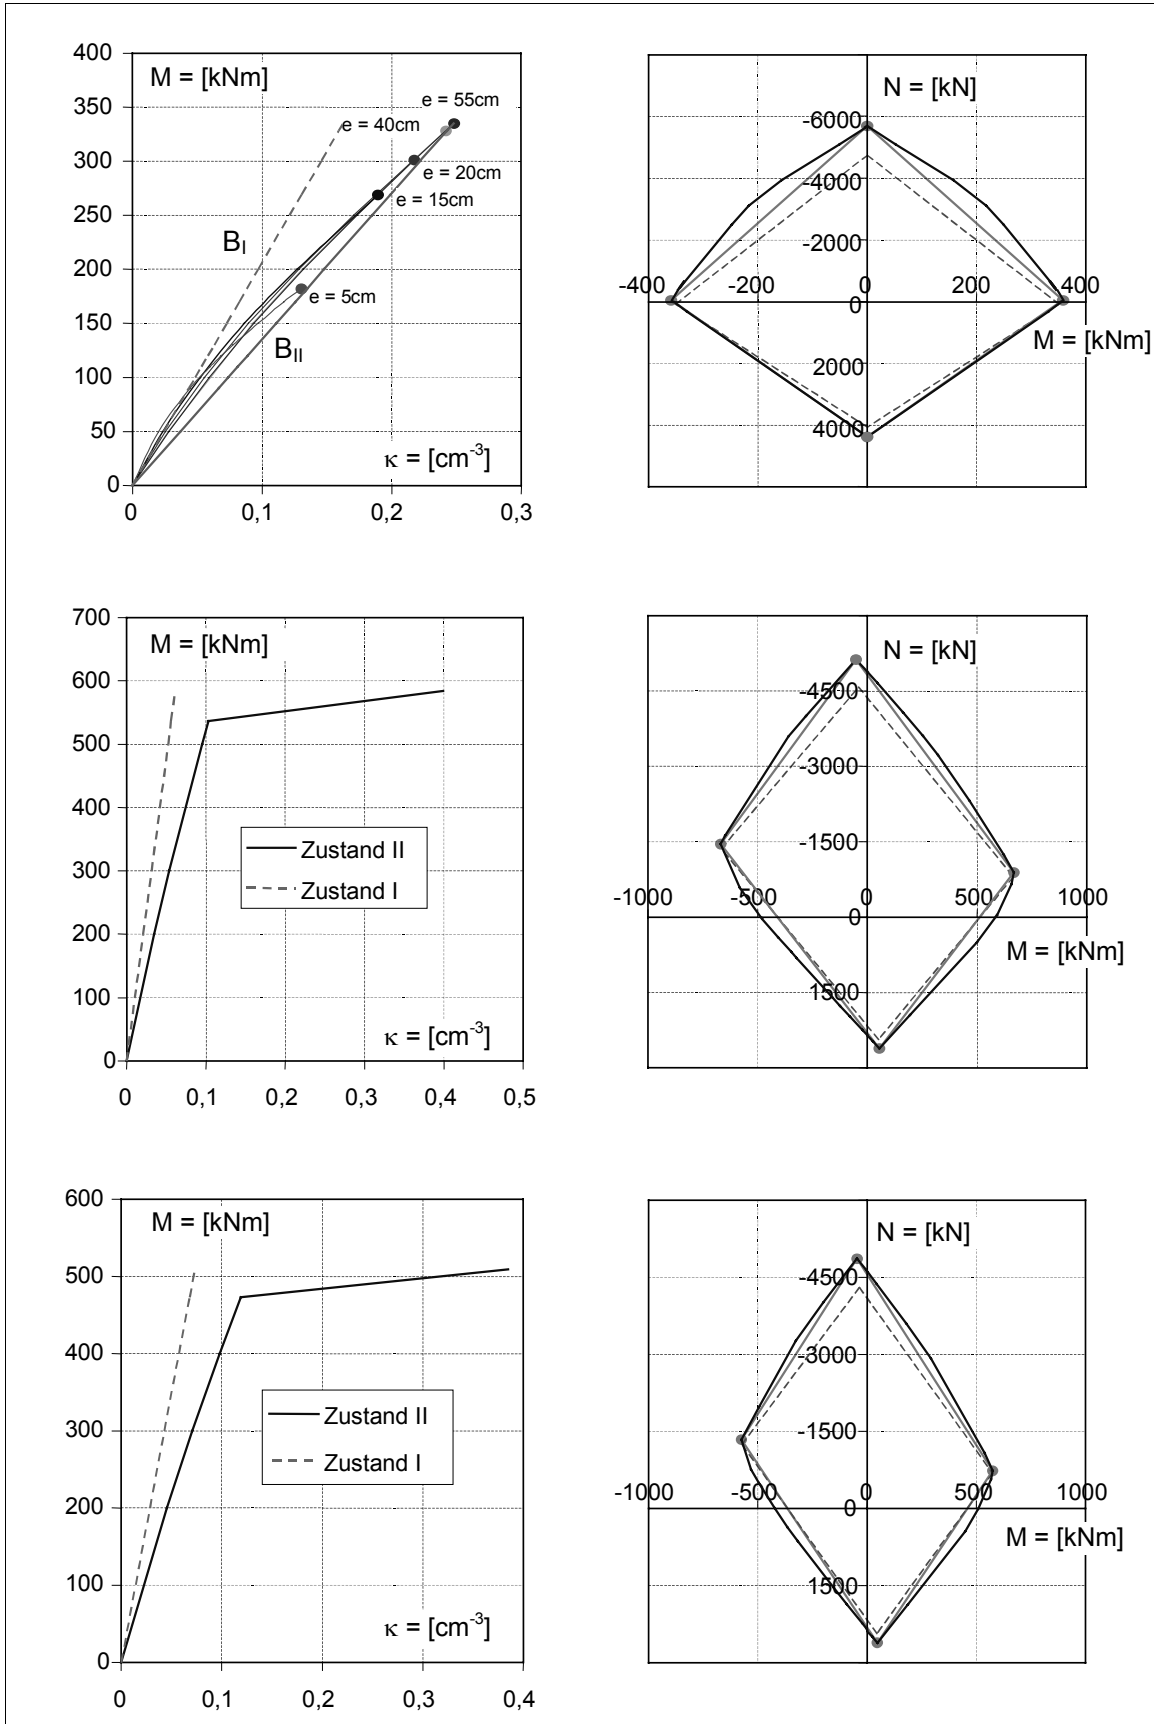 400
350
300
250
200
150
100
50
0
M = [kNm]
e = 55cm
e = 40cm
e = 20cm
e = 15cm
B_I
e = 5cm
B_II
κ = [cm⁻³]
0 0,1 0,2 0,3
N = [kN]
-6000
-4000
-2000
-400 -200 0 200 400
0
M = [kNm]
2000
4000
700
600
500
400
300
200
100
0
M = [kNm]
Zustand II
Zustand I
κ = [cm⁻³]
0 0,1 0,2 0,3 0,4 0,5
N = [kN]
-4500
-3000
-1500
-1000 -500 0 500 1000
0
M = [kNm]
1500
600
500
400
300
200
100
0
M = [kNm]
Zustand II
Zustand I
κ = [cm⁻³]
0 0,1 0,2 0,3 0,4
N = [kN]
-4500
-3000
-1500
-1000 -500 0 500 1000
0
M = [kNm]
1500